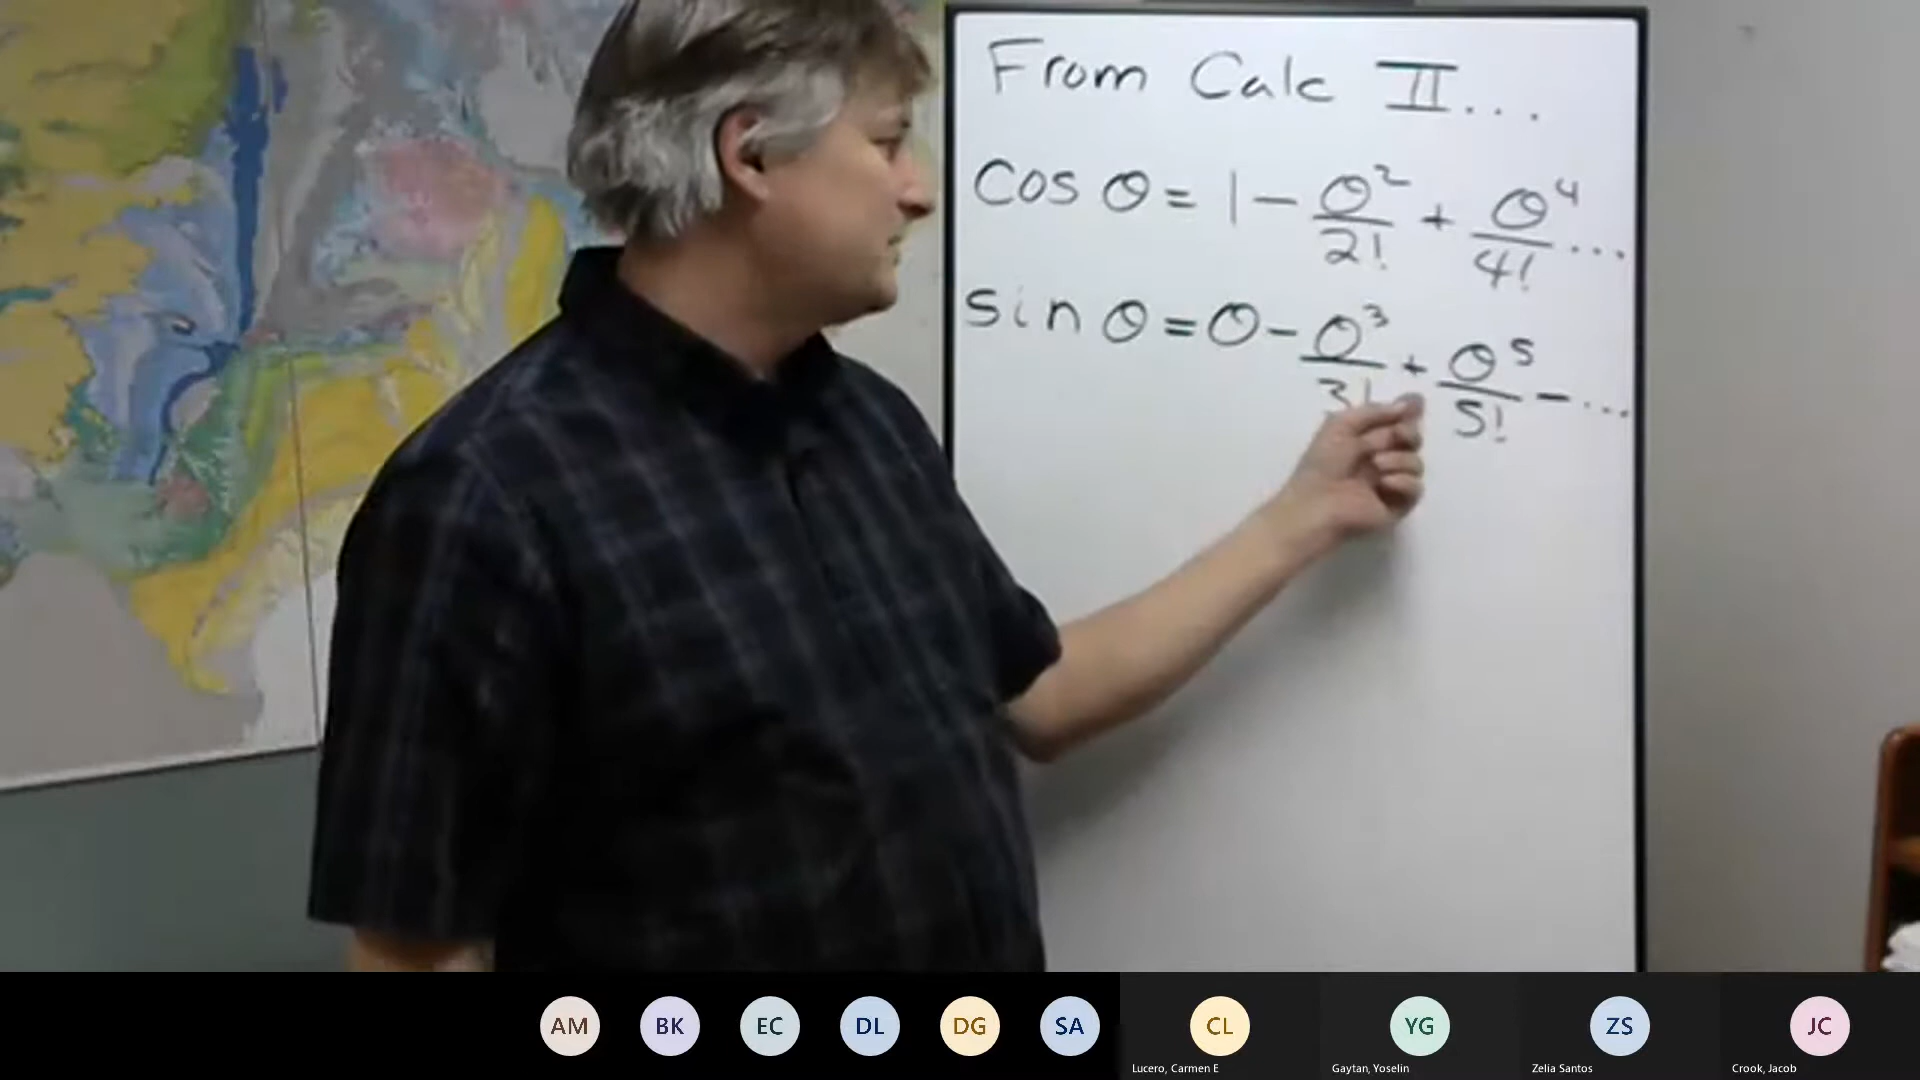 From Calc II...
cos θ = 1 - θ²/2! + θ⁴/4! ...
sin θ = θ - θ³/3! + θ⁵/5! - ...
AM BK EC DL DG SA CL YG ZS JC
Lucero, Carmen E Gaytan, Yoselin Zelia Santos Crook, Jacob